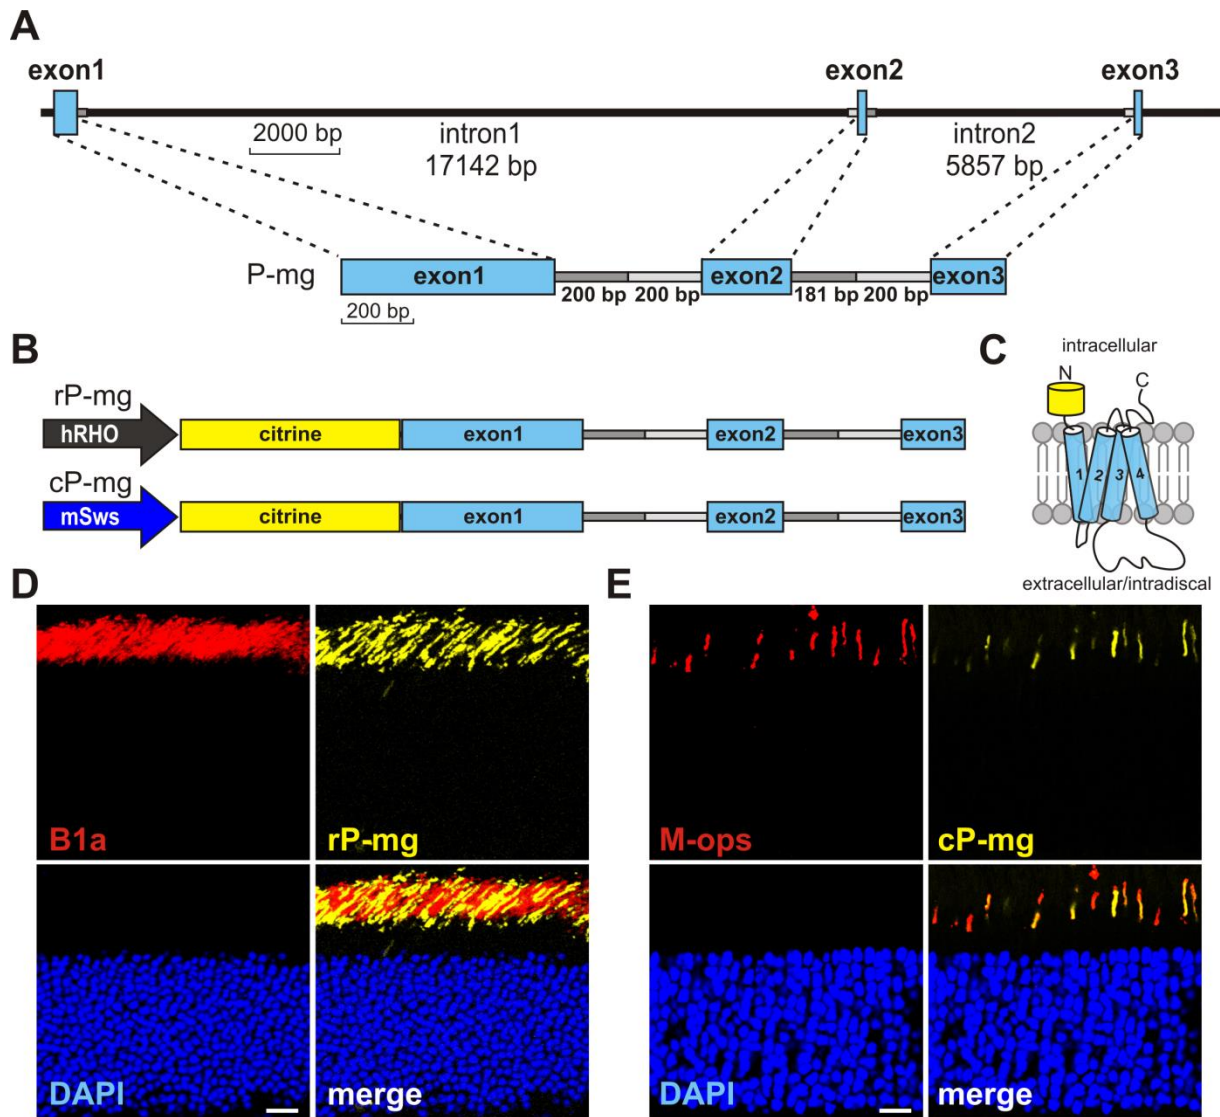 A
exon1
exon2
exon3
2000 bp
intron1
17142 bp
intron2
5857 bp
P-mg
exon1
exon2
exon3
200 bp
200 bp
181 bp
200 bp
200 bp
B
rP-mg
hRHO
citrine
exon1
exon2
exon3
cP-mg
mSws
citrine
exon1
exon2
exon3
C
intracellular
N
C
1
2
3
4
extracellular/intradiscal
D
B1a
rP-mg
DAPI
merge
E
M-ops
cP-mg
DAPI
merge